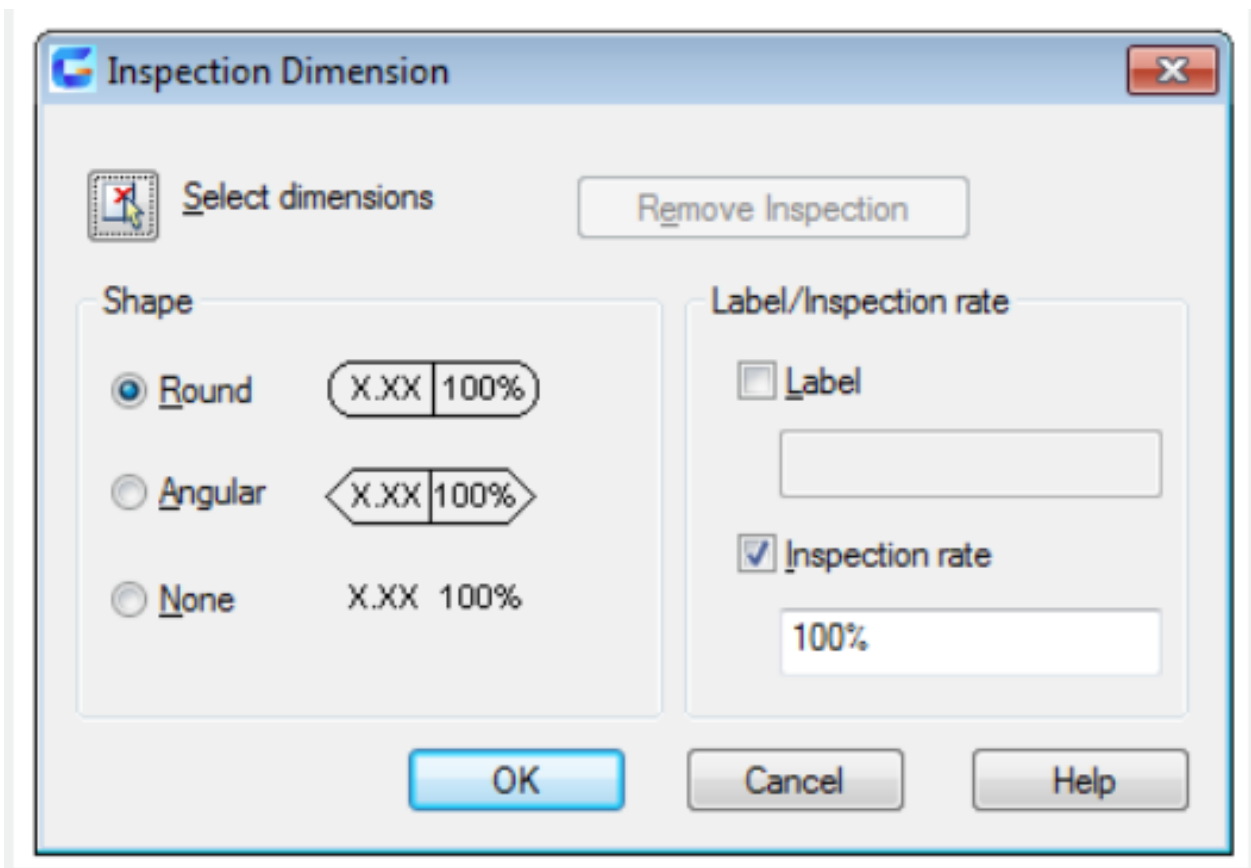 Inspection Dimension
Select dimensions
Remove Inspection
Shape
Round
X.XX 100%
Angular
X.XX 100%
None
X.XX 100%
Label/Inspection rate
Label
Inspection rate
100%
OK
Cancel
Help